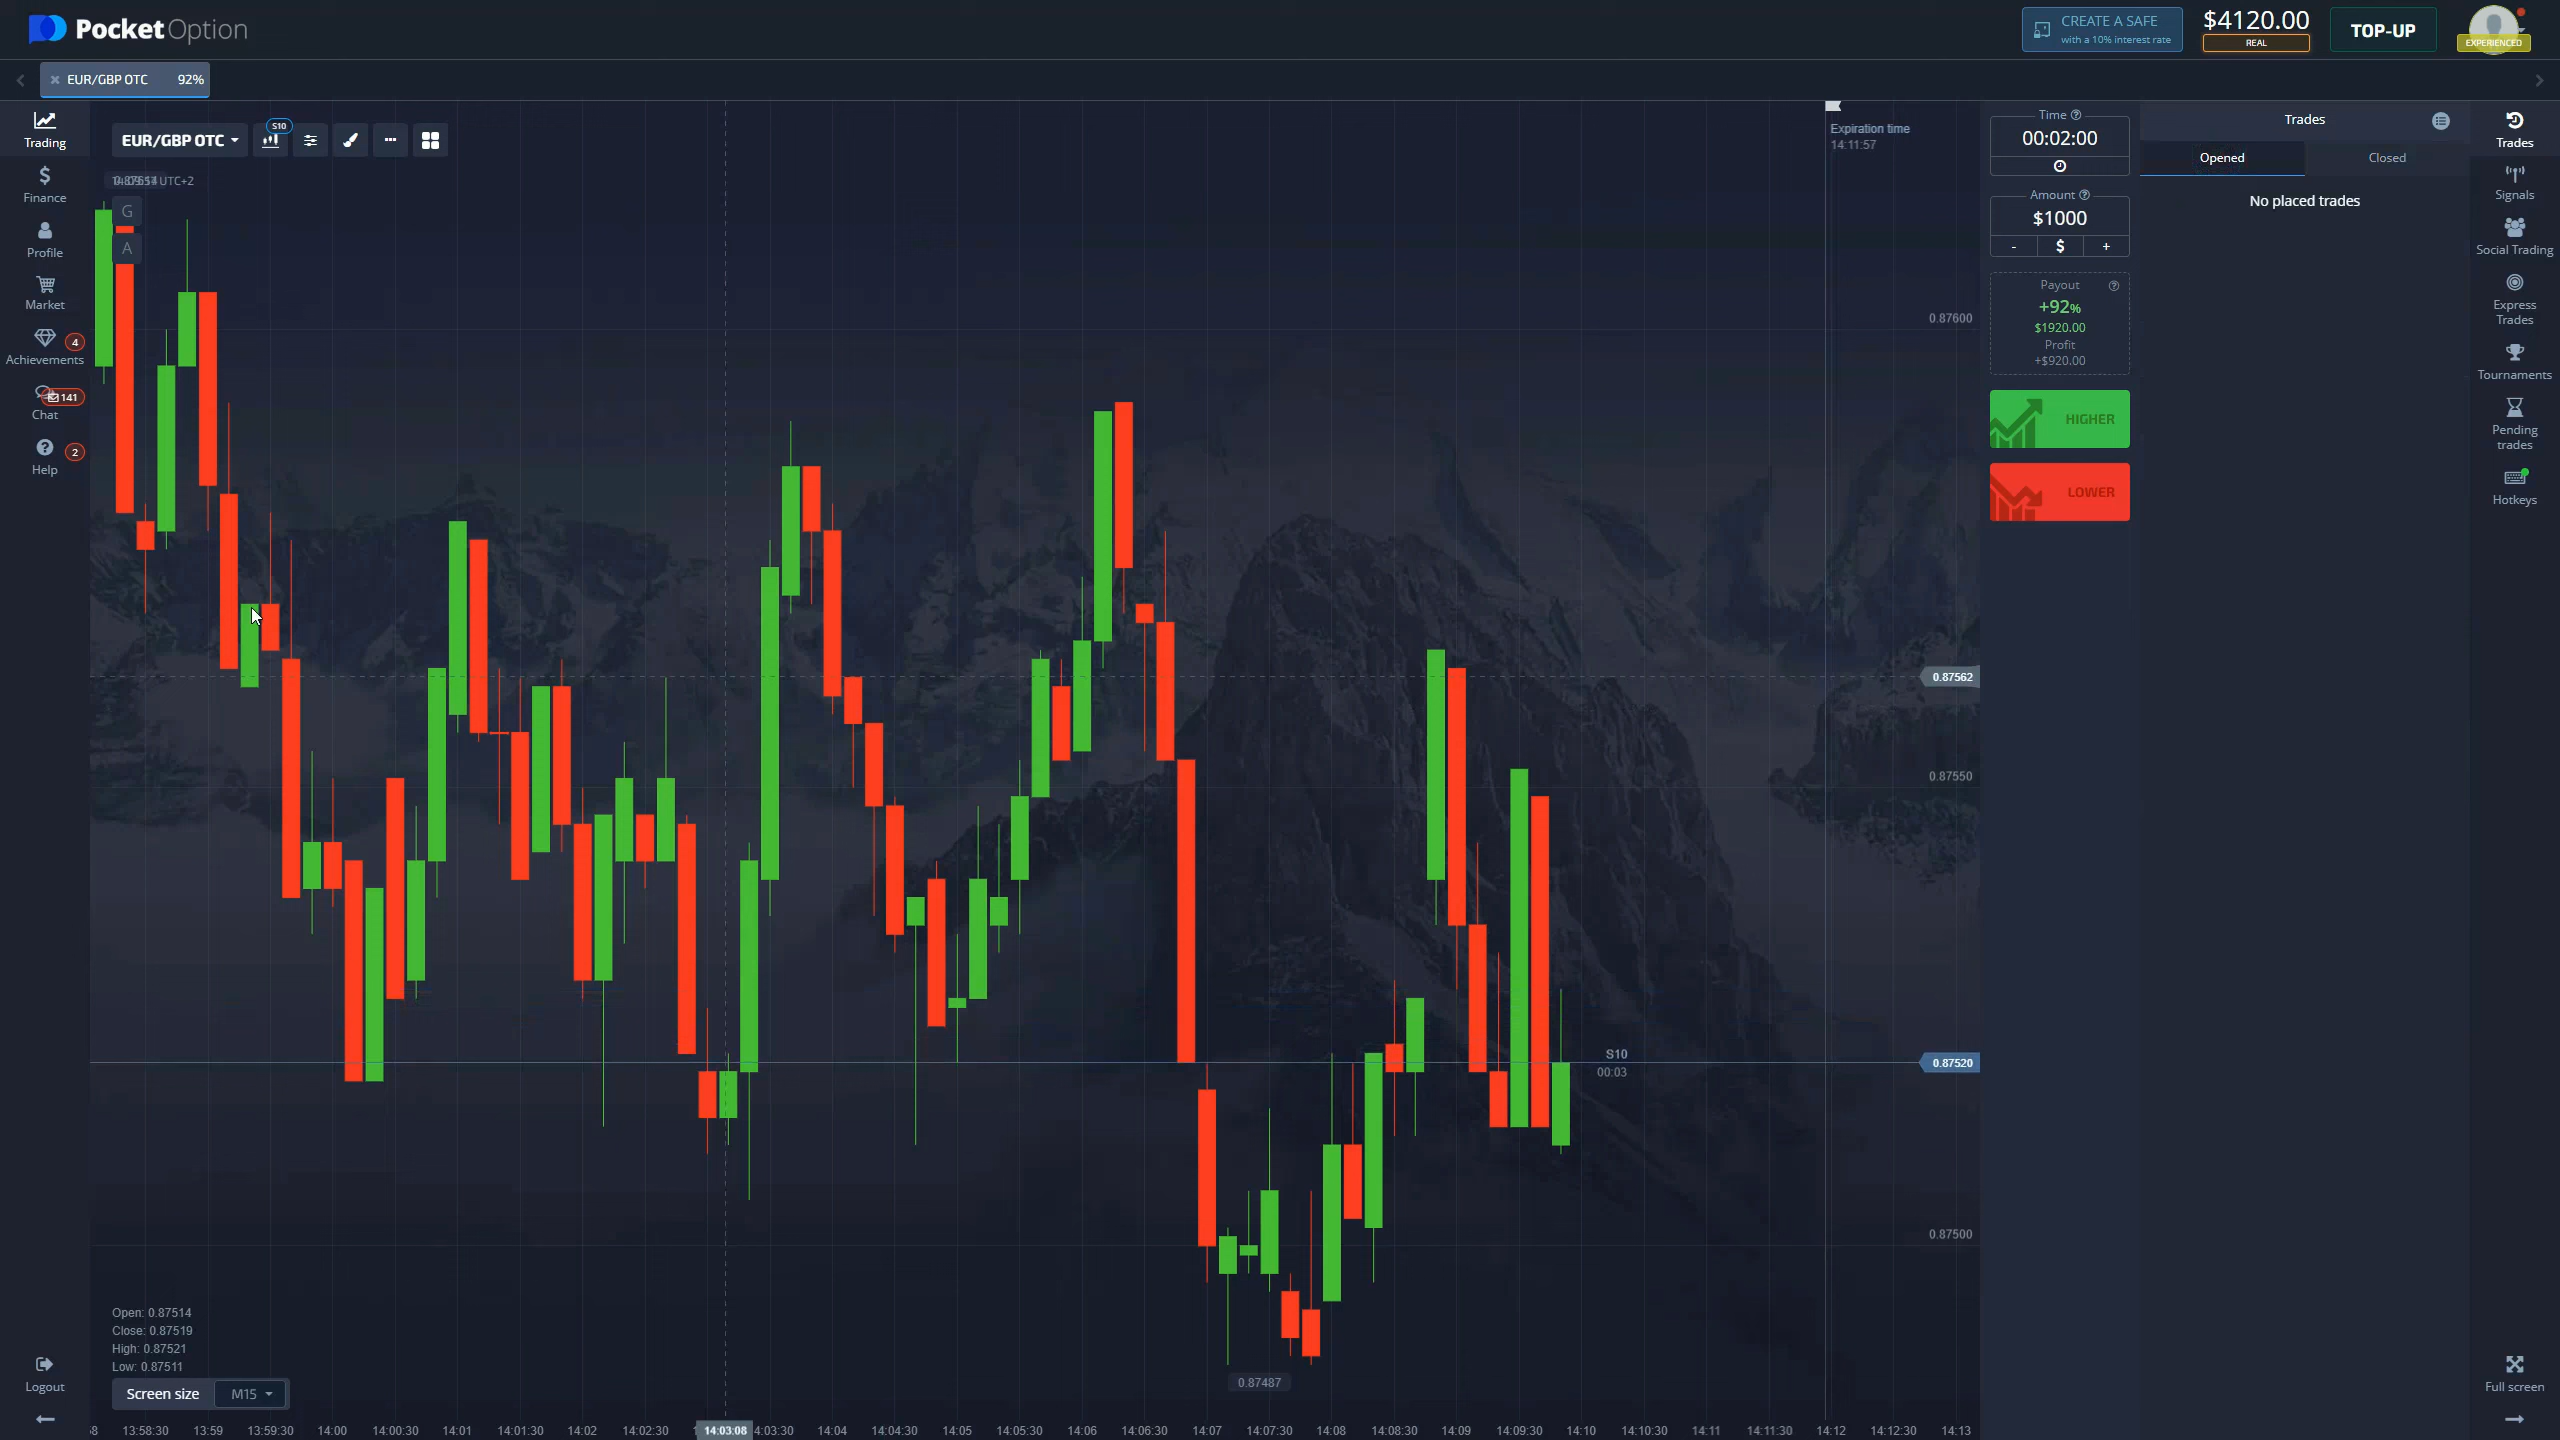 PocketOption
CREATE A SAFE
with a 10% interest rate
$4120.00
REAL
TOP-UP
EXPERIENCED
EUR/GBP OTC 92%
Trading
Finance
Profile
Market
Achievements
4
Chat
141
Help
2
Logout
EUR/GBP OTC
S10
UTC+2
G
A
Expiration time
14:11:57
0.87600
0.87562
0.87550
0.87520
0.87500
S10
00:03
0.87487
Open: 0.87514
Close: 0.87519
High: 0.87521
Low: 0.87511
Screen size M15
13:58:30 13:59 13:59:30 14:00 14:00:30 14:01 14:01:30 14:02 14:02:30 14:03:08 4:03:30 14:04 14:04:30 14:05 14:05:30 14:06 14:06:30 14:07 14:07:30 14:08 14:08:30 14:09 14:09:30 14:10 14:10:30 14:11 14:11:30 14:12 14:12:30 14:13
Time
00:02:00
Amount
$1000
- $ +
Payout
+92%
$1920.00
Profit
+$920.00
HIGHER
LOWER
Trades
Opened Closed
No placed trades
Trades
Signals
Social Trading
Express
Trades
Tournaments
Pending
trades
Hotkeys
Full screen